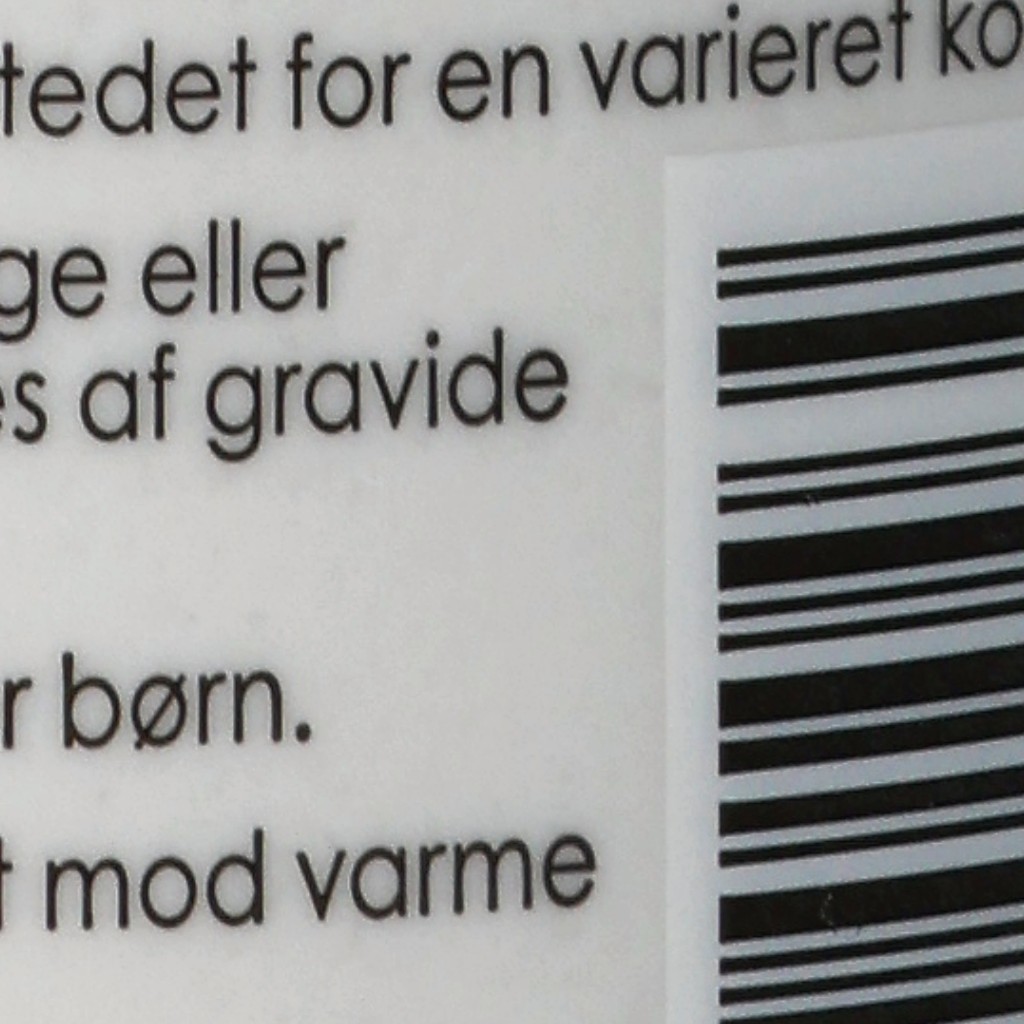 tedet for en varieret ko
ge eller
es af gravide
r børn.
t mod varme